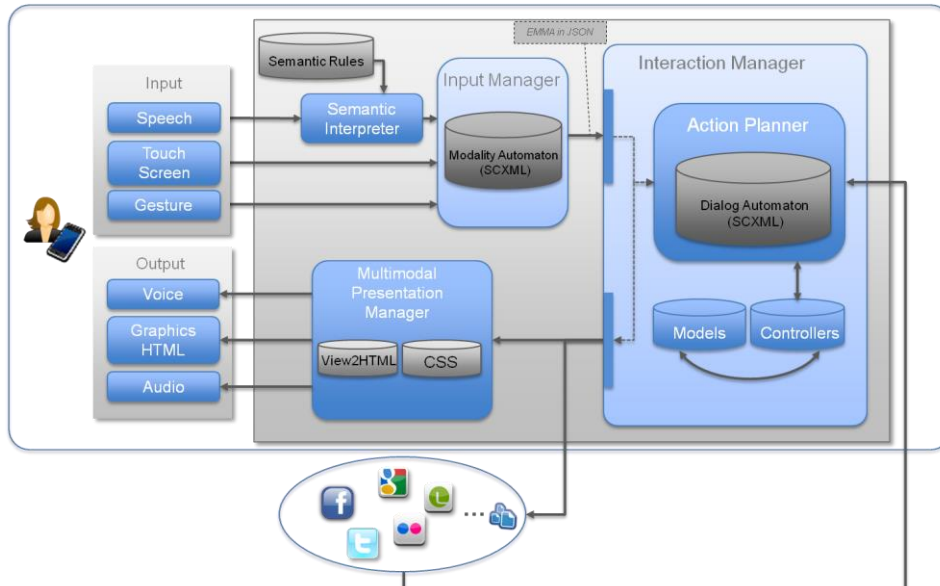 EMMA in JSON
Semantic Rules
Input
Input Manager
Interaction Manager
Speech
Semantic
Interpreter
Action Planner
Touch
Screen
Modality Automaton
(SCXML)
Gesture
Dialog Automaton
(SCXML)
Output
Multimodal
Presentation
Manager
Voice
Graphics
HTML
Models
Controllers
View2HTML
CSS
Audio
f
g
t
...